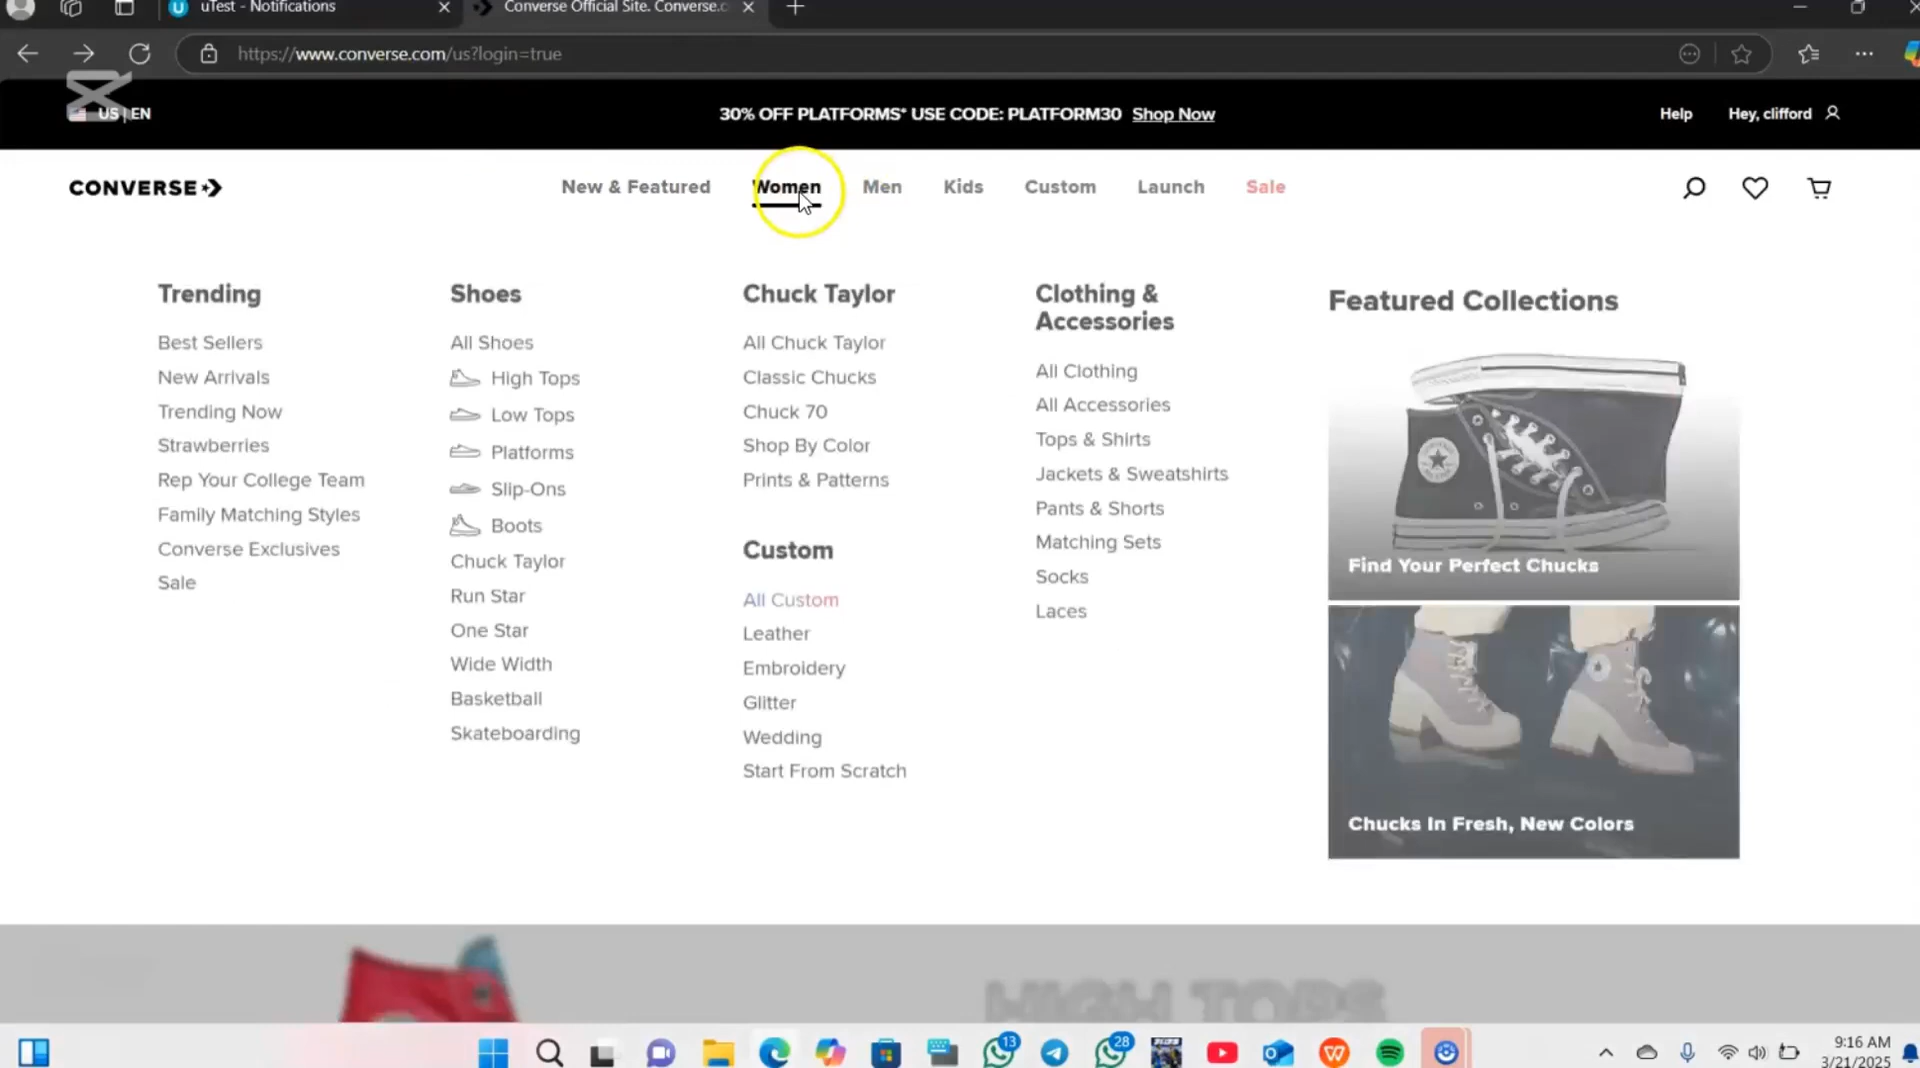 uTest - Notifications
Converse Official Site. Converse.c
https://www.converse.com/us?login=true
US | EN
30% OFF PLATFORMS* USE CODE: PLATFORM30 Shop Now
Help
Hey, clifford
CONVERSE
New & Featured
Women
Men
Kids
Custom
Launch
Sale
Trending
Best Sellers
New Arrivals
Trending Now
Strawberries
Rep Your College Team
Family Matching Styles
Converse Exclusives
Sale
Shoes
All Shoes
High Tops
Low Tops
Platforms
Slip-Ons
Boots
Chuck Taylor
Run Star
One Star
Wide Width
Basketball
Skateboarding
Chuck Taylor
All Chuck Taylor
Classic Chucks
Chuck 70
Shop By Color
Prints & Patterns
Custom
All Custom
Leather
Embroidery
Glitter
Wedding
Start From Scratch
Clothing &
Accessories
All Clothing
All Accessories
Tops & Shirts
Jackets & Sweatshirts
Pants & Shorts
Matching Sets
Socks
Laces
Featured Collections
Find Your Perfect Chucks
Chucks In Fresh, New Colors
HIGH TOPS
13
28
9:16 AM
3/21/2025